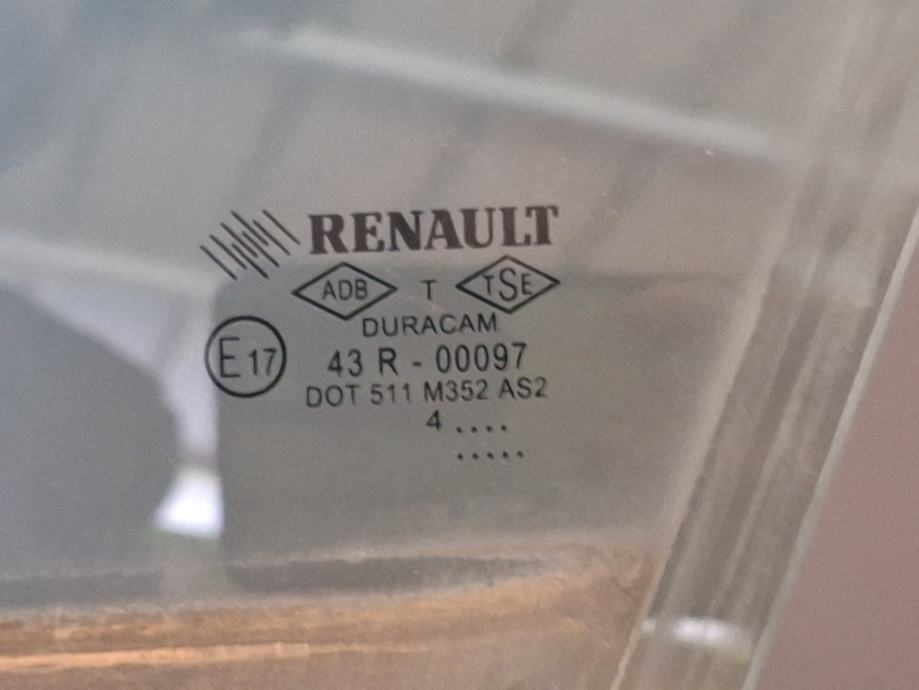 RENAULT
ADB T TSE
DURACAM
E17 43 R - 00097
DOT 511 M352 AS2
4 ....
.....